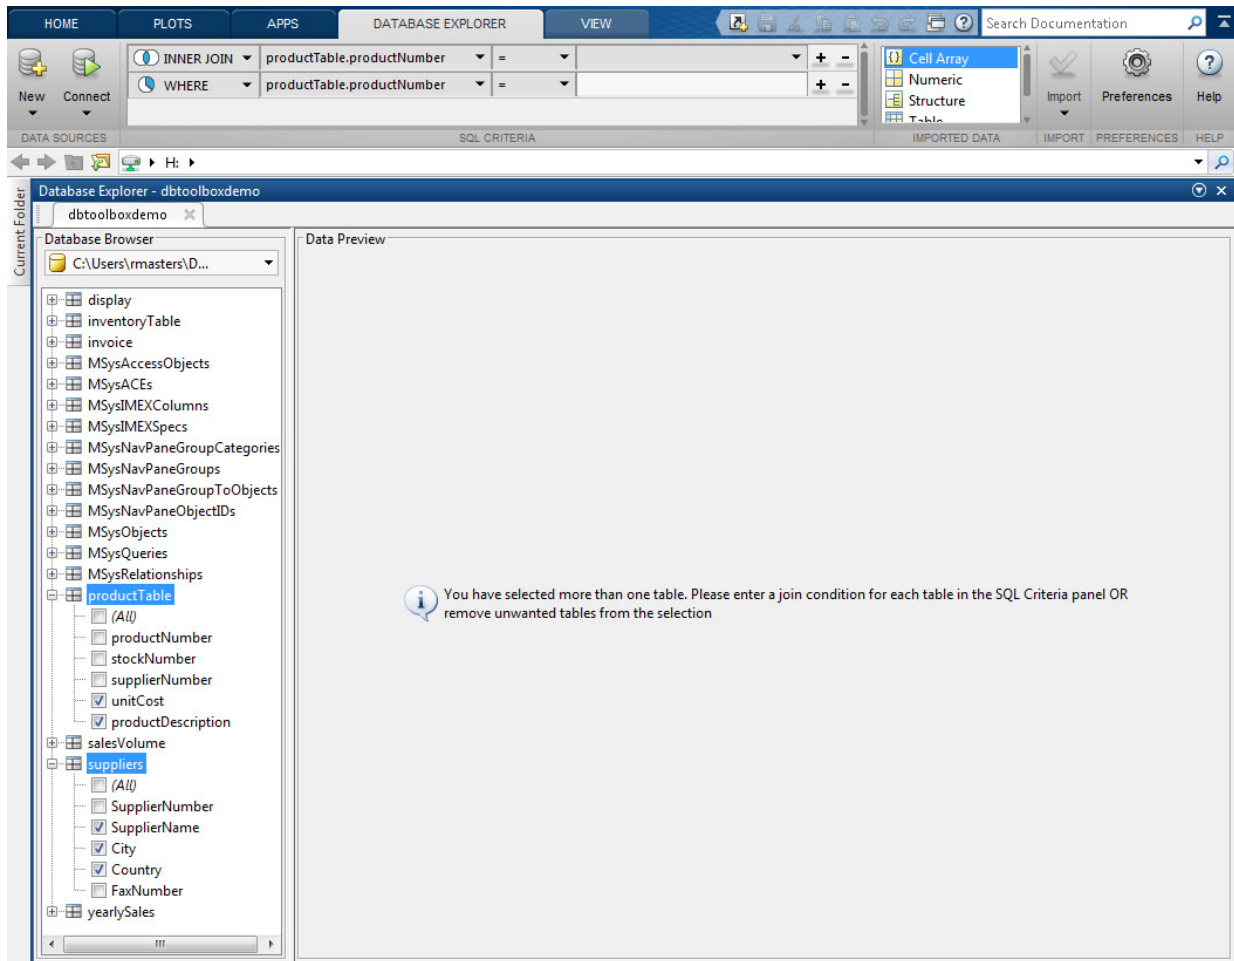 HOME PLOTS APPS DATABASE EXPLORER VIEW Search Documentation
INNER JOIN productTable.productNumber = + -
WHERE productTable.productNumber = + -
New Connect
Cell Array
Numeric
Structure
Table
Import Preferences Help
DATA SOURCES SQL CRITERIA IMPORTED DATA IMPORT PREFERENCES HELP
H:
Current Folder
Database Explorer - dbtoolboxdemo
dbtoolboxdemo
Database Browser
C:\Users\rmasters\D...
display
inventoryTable
invoice
MSysAccessObjects
MSysACEs
MSysIMEXColumns
MSysIMEXSpecs
MSysNavPaneGroupCategories
MSysNavPaneGroups
MSysNavPaneGroupToObjects
MSysNavPaneObjectIDs
MSysObjects
MSysQueries
MSysRelationships
productTable
(All)
productNumber
stockNumber
supplierNumber
unitCost
productDescription
salesVolume
suppliers
(All)
SupplierNumber
SupplierName
City
Country
FaxNumber
yearlySales
Data Preview
You have selected more than one table. Please enter a join condition for each table in the SQL Criteria panel OR
remove unwanted tables from the selection